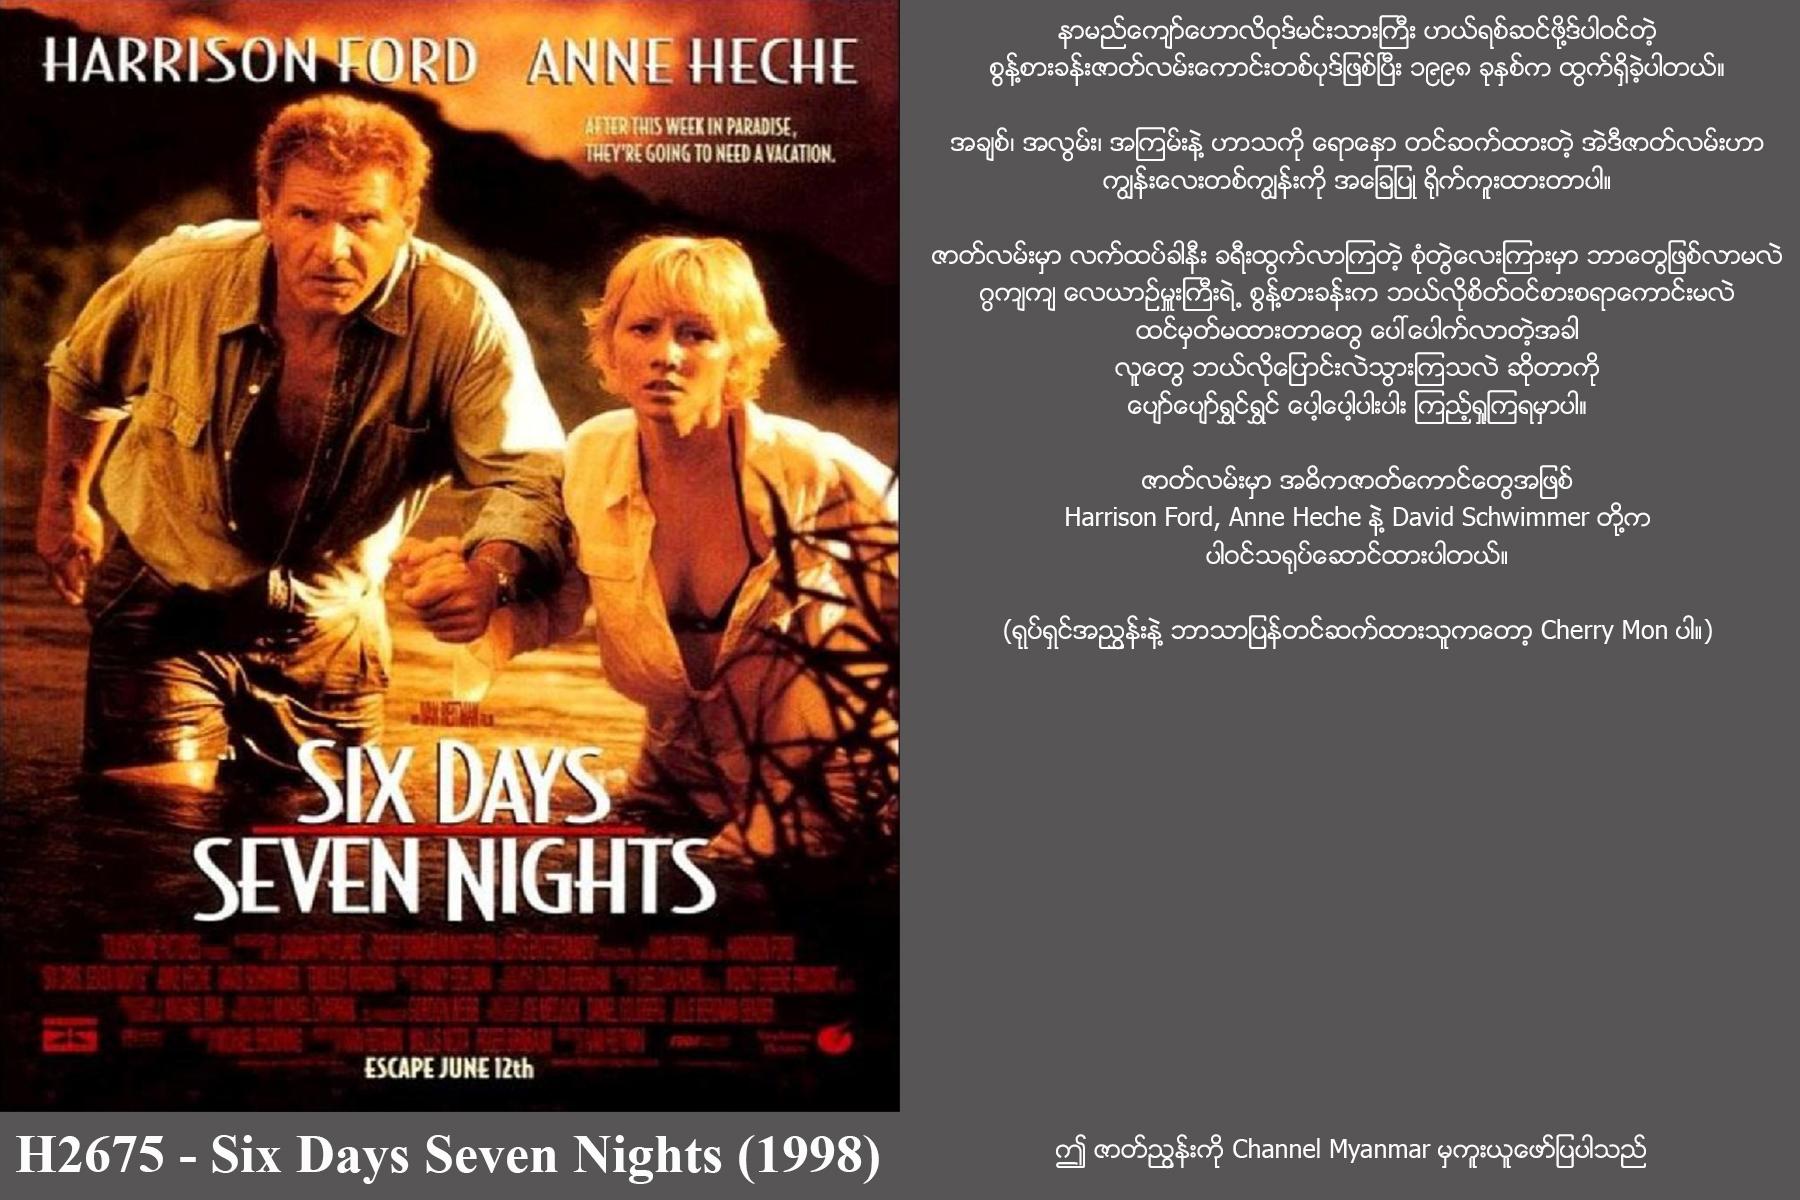 HARRISON FORD ANNE HECHE
AFTER THIS WEEK IN PARADISE,
THEY'RE GOING TO NEED A VACATION.
SIX DAYS
SEVEN NIGHTS
ESCAPE JUNE 12th
H2675 - Six Days Seven Nights (1998)
နာမည်ကျော်ဟောလိဝုဒ်မင်းသားကြီး ဟယ်ရစ်ဆင်ဖို့ဒ်ပါဝင်တဲ့
စွန့်စားခန်းဇာတ်လမ်းကောင်းတစ်ပုဒ်ဖြစ်ပြီး ၁၉၉၈ ခုနှစ်က ထွက်ရှိခဲ့ပါတယ်။
အချစ်၊ အလွမ်း၊ အကြမ်းနဲ့ ဟာသကို ရောနှော တင်ဆက်ထားတဲ့ အဲဒီဇာတ်လမ်းဟာ
ကျွန်းလေးတစ်ကျွန်းကို အခြေပြု ရိုက်ကူးထားတာပါ။
ဇာတ်လမ်းမှာ လက်ထပ်ခါနီး ခရီးထွက်လာကြတဲ့ စုံတွဲလေးကြားမှာ ဘာတွေဖြစ်လာမလဲ
ဂွကျကျ လေယာဉ်မှူးကြီးရဲ့ စွန့်စားခန်းက ဘယ်လိုစိတ်ဝင်စားစရာကောင်းမလဲ
ထင်မှတ်မထားတာတွေ ပေါ်ပေါက်လာတဲ့အခါ
လူတွေ ဘယ်လိုပြောင်းလဲသွားကြသလဲ ဆိုတာကို
ပျော်ပျော်ရွှင်ရွှင် ပေါ့ပေါ့ပါးပါး ကြည့်ရှုကြရမှာပါ။
ဇာတ်လမ်းမှာ အဓိကဇာတ်ကောင်တွေအဖြစ်
Harrison Ford, Anne Heche နဲ့ David Schwimmer တို့က
ပါဝင်သရုပ်ဆောင်ထားပါတယ်။
(ရုပ်ရှင်အညွှန်းနဲ့ ဘာသာပြန်တင်ဆက်ထားသူကတော့ Cherry Mon ပါ။)
ဤ ဇာတ်ညွှန်းကို Channel Myanmar မှကူးယူဖော်ပြပါသည်